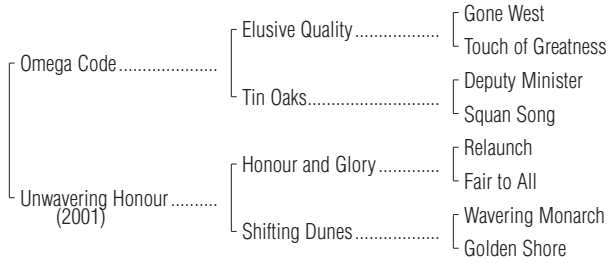 Gone West
Elusive Quality...................
Touch of Greatness
Omega Code.....................
Deputy Minister
Tin Oaks..............................
Squan Song
Relaunch
Honour and Glory..............
Fair to All
Unwavering Honour..........
(2001)
Wavering Monarch
Shifting Dunes...................
Golden Shore